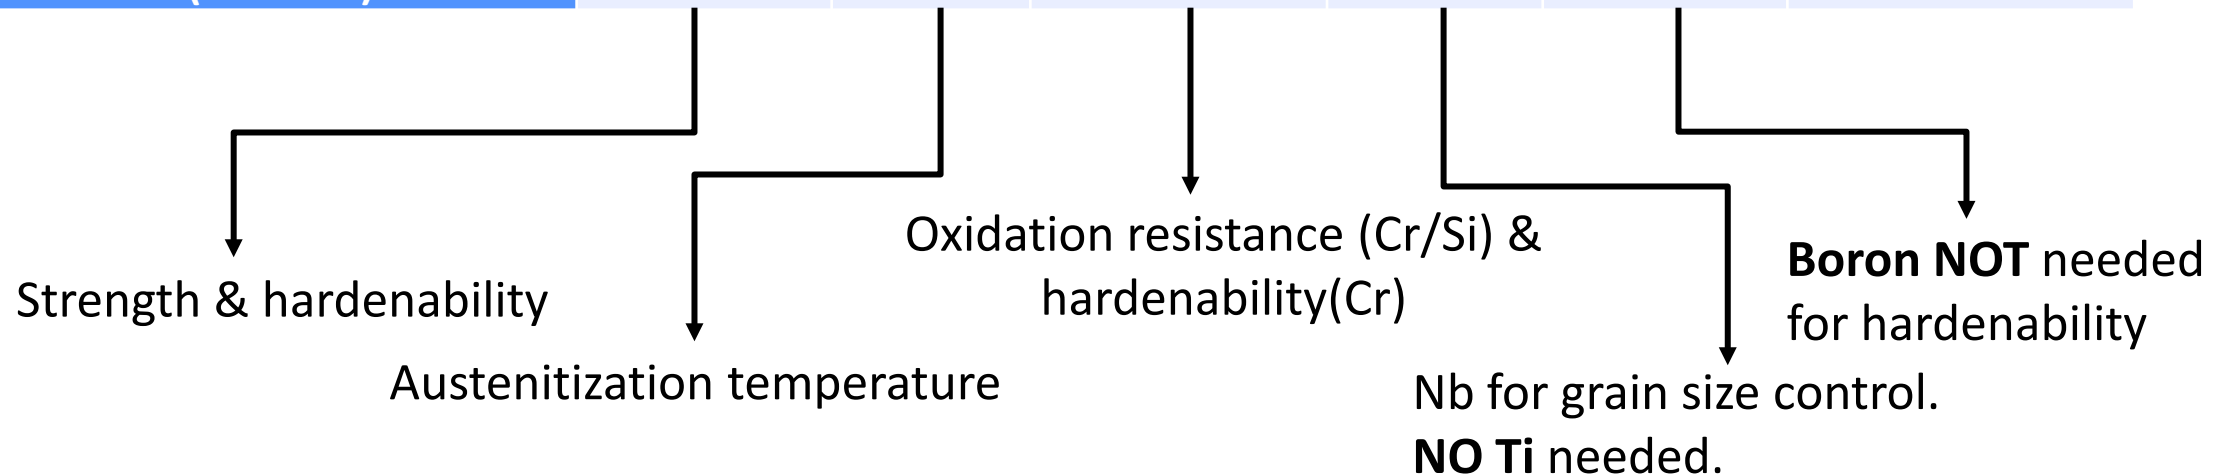 Strength & hardenability
Austenitization temperature
Oxidation resistance (Cr/Si) &
hardenability(Cr)
Nb for grain size control.
NO Ti needed.
Boron NOT needed
for hardenability